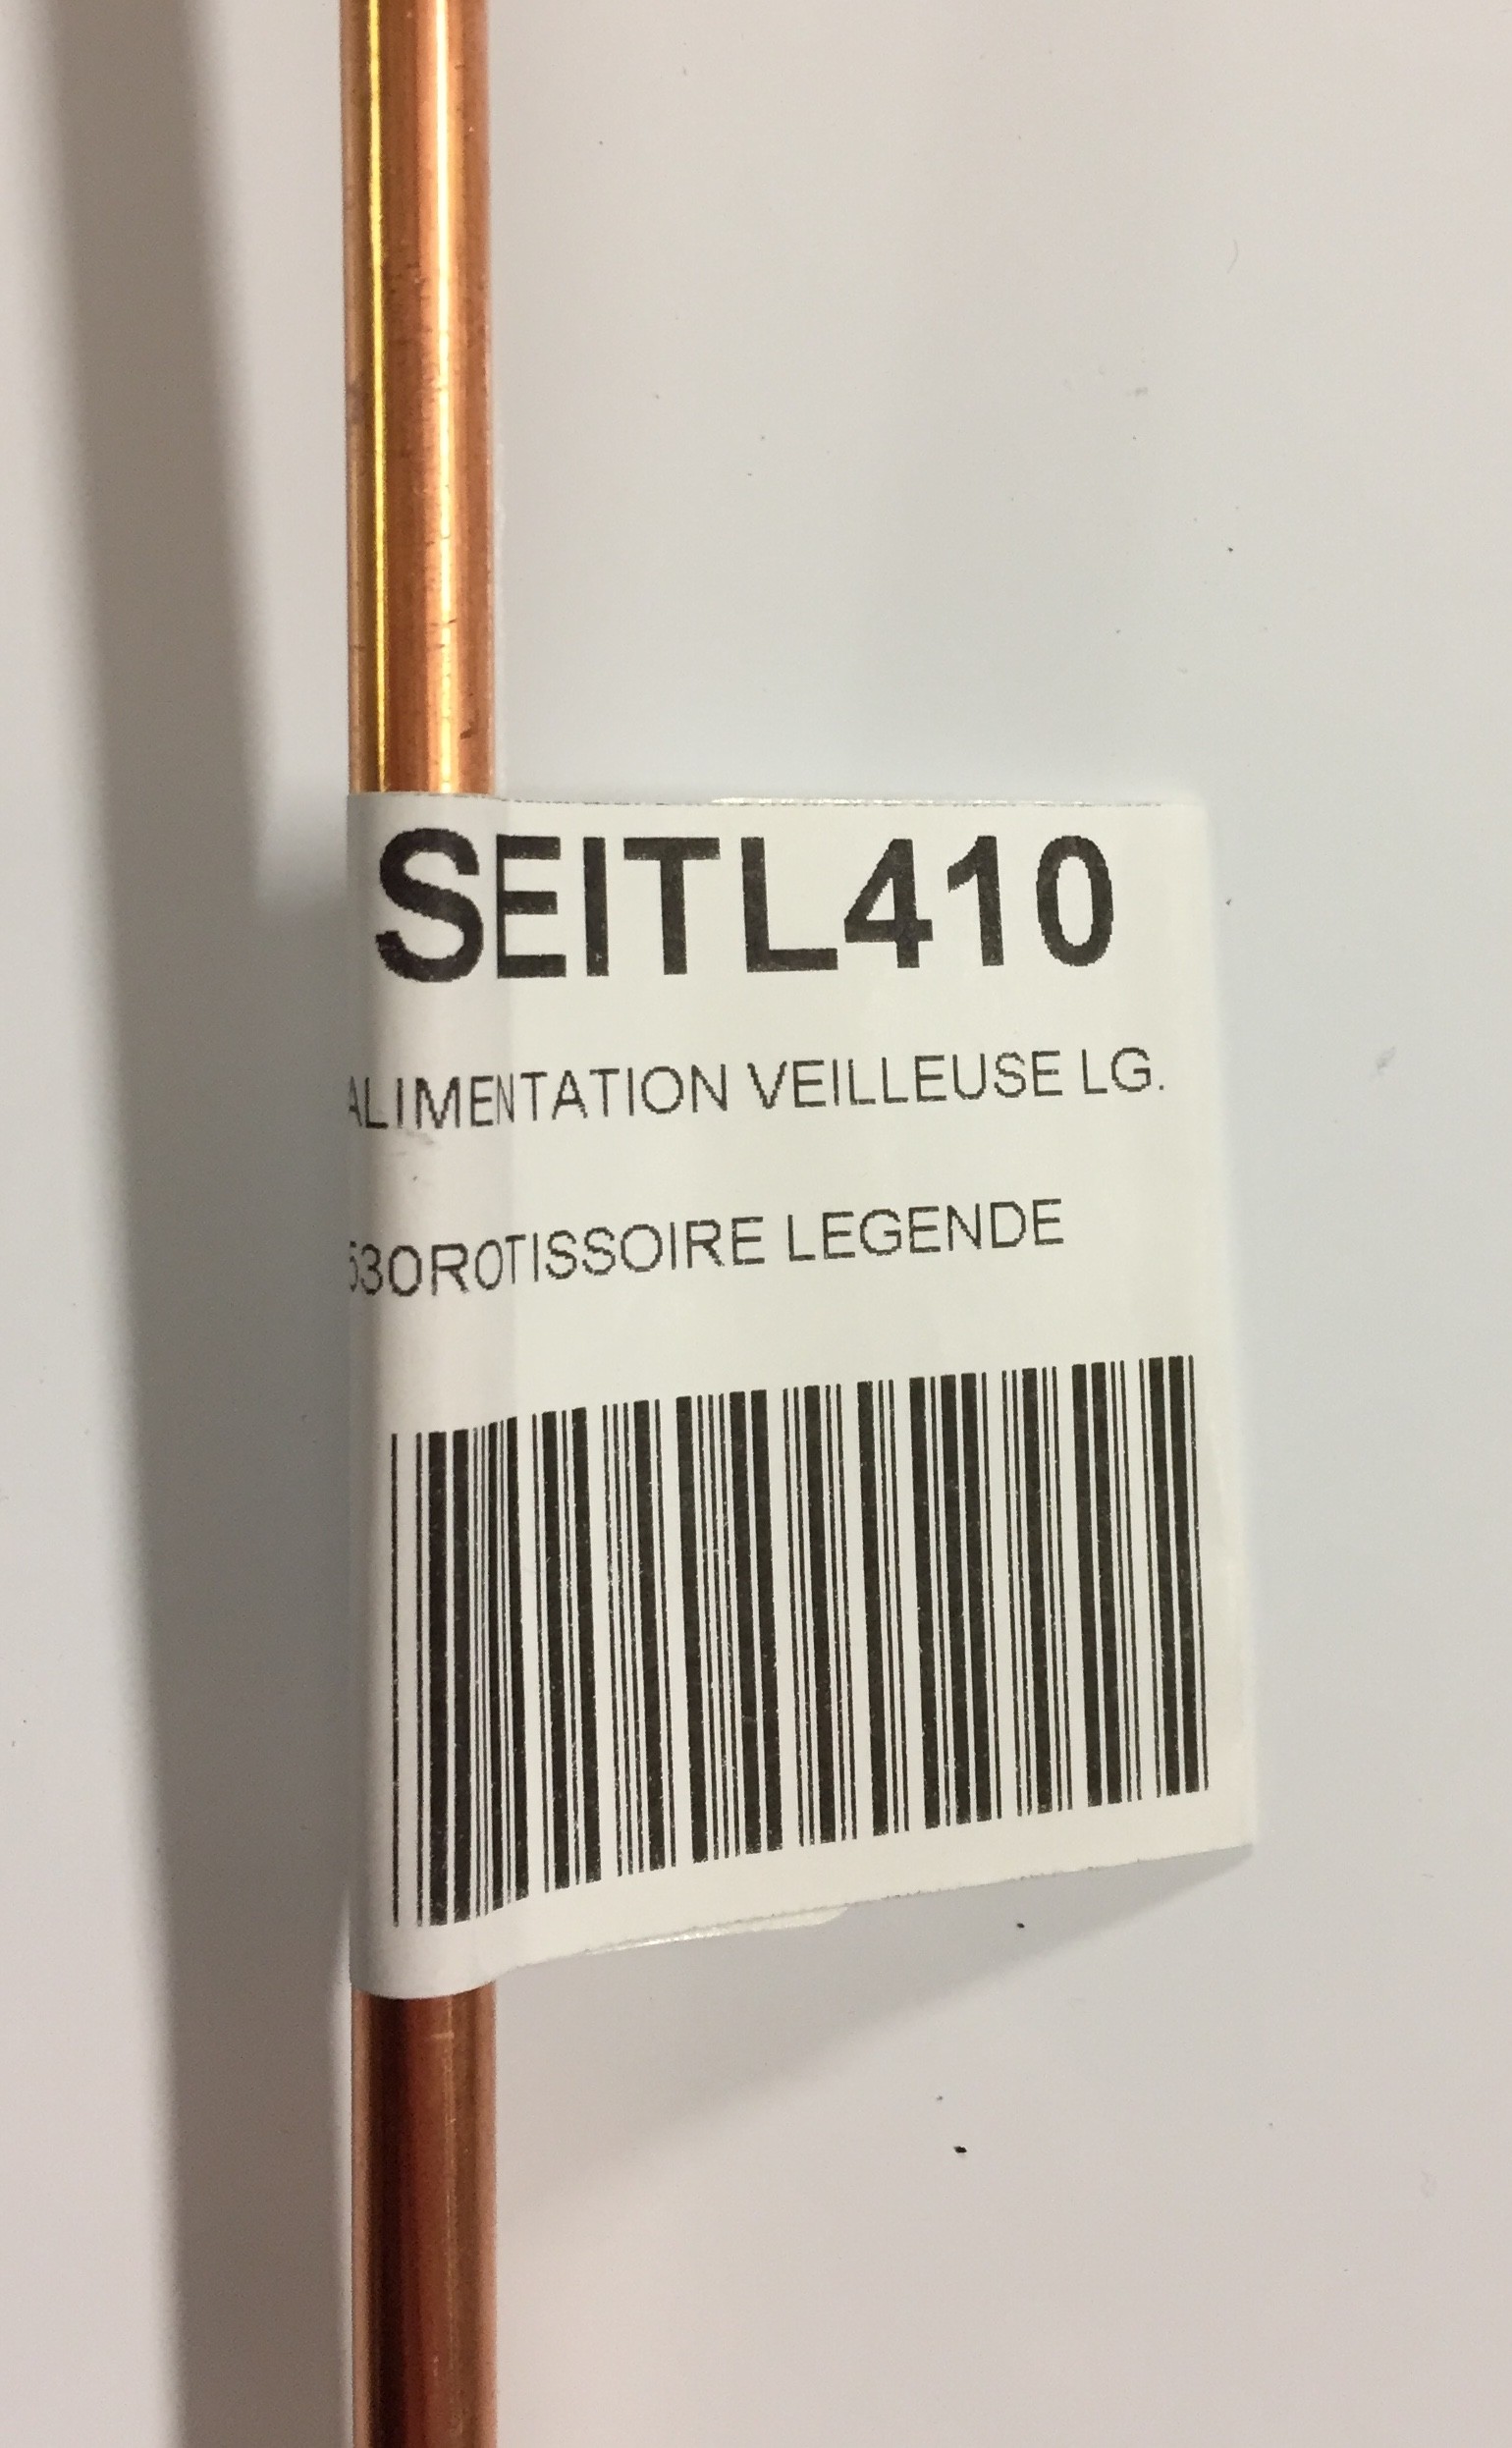 SEITL410
ALIMENTATION VEILLEUSE LG.
530ROTISSOIRE LEGENDE